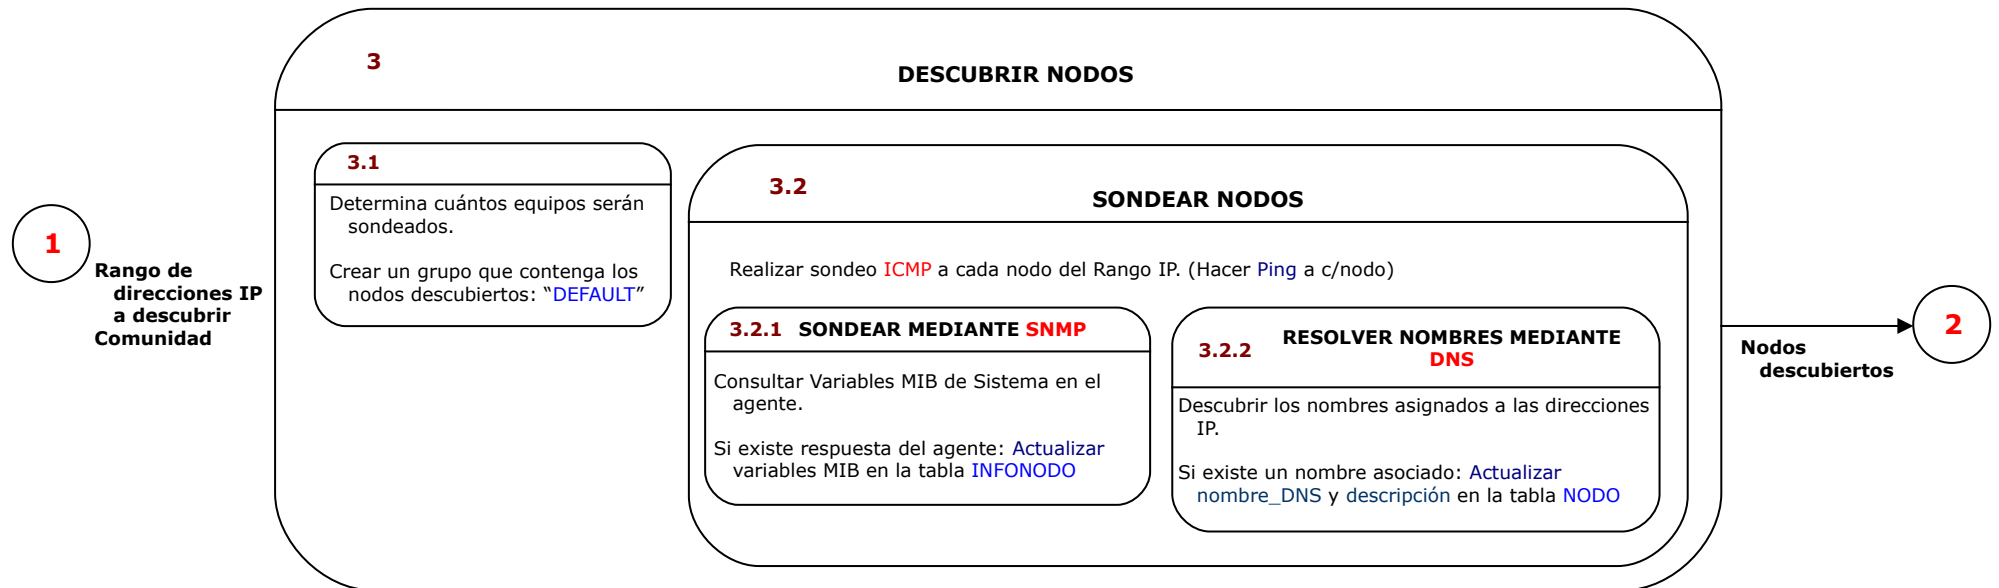 3
DESCUBRIR NODOS
3.1
Determina cuántos equipos serán
sondeados.
Crear un grupo que contenga los
nodos descubiertos: “DEFAULT”
3.2
SONDEAR NODOS
1
Rango de
direcciones IP
a descubrir
Comunidad
Realizar sondeo ICMP a cada nodo del Rango IP. (Hacer Ping a c/nodo)
3.2.1 SONDEAR MEDIANTE SNMP
Consultar Variables MIB de Sistema en el
agente.
Si existe respuesta del agente: Actualizar
variables MIB en la tabla INFONODO
3.2.2
RESOLVER NOMBRES MEDIANTE
DNS
Descubrir los nombres asignados a las direcciones
IP.
Si existe un nombre asociado: Actualizar
nombre_DNS y descripción en la tabla NODO
Nodos
descubiertos
2